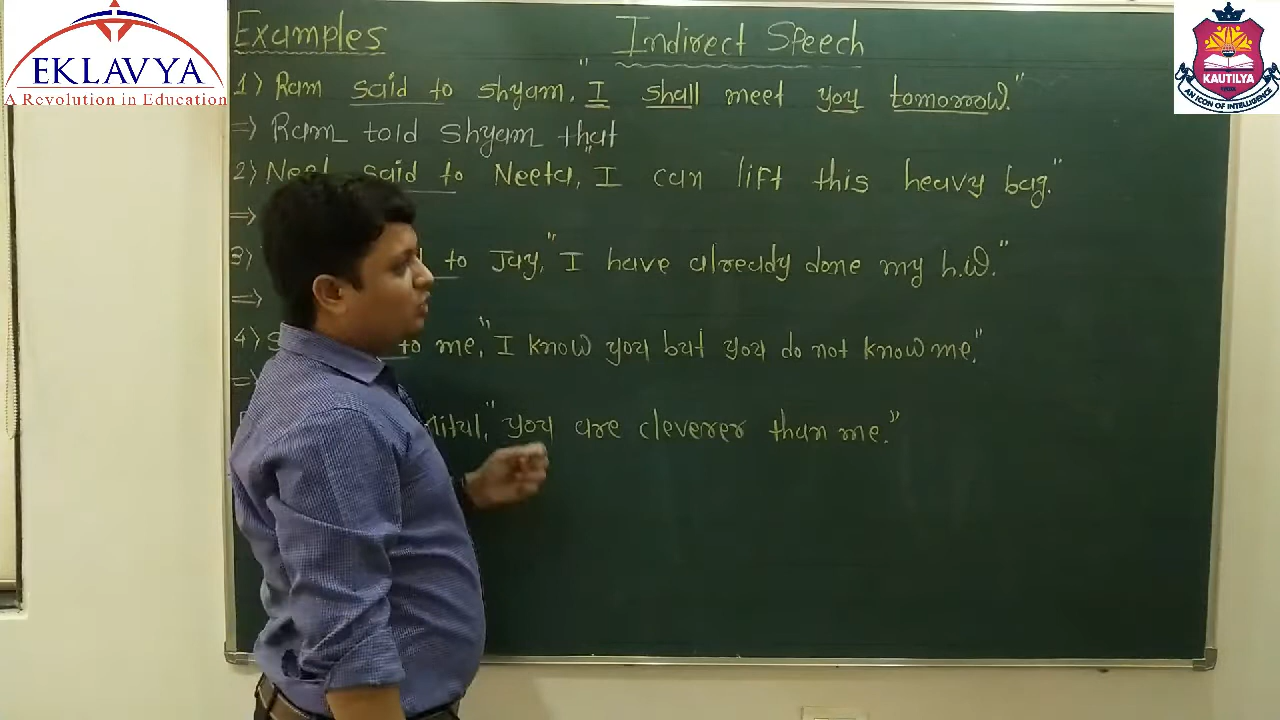 EKLAVYA
A Revolution in Education
KAUTILYA
AN ICON OF INTELLIGENCE
Examples
Indirect Speech
1) Ram said to shyam, "I shall meet you tomorrow."
=> Ram told shyam that
2) said to Neeta, "I can lift this heavy bag."
=>
3) to Jay, "I have already done my h.w."
=>
4) to me, "I know you but you do not know me."
=>
"you are cleverer than me."